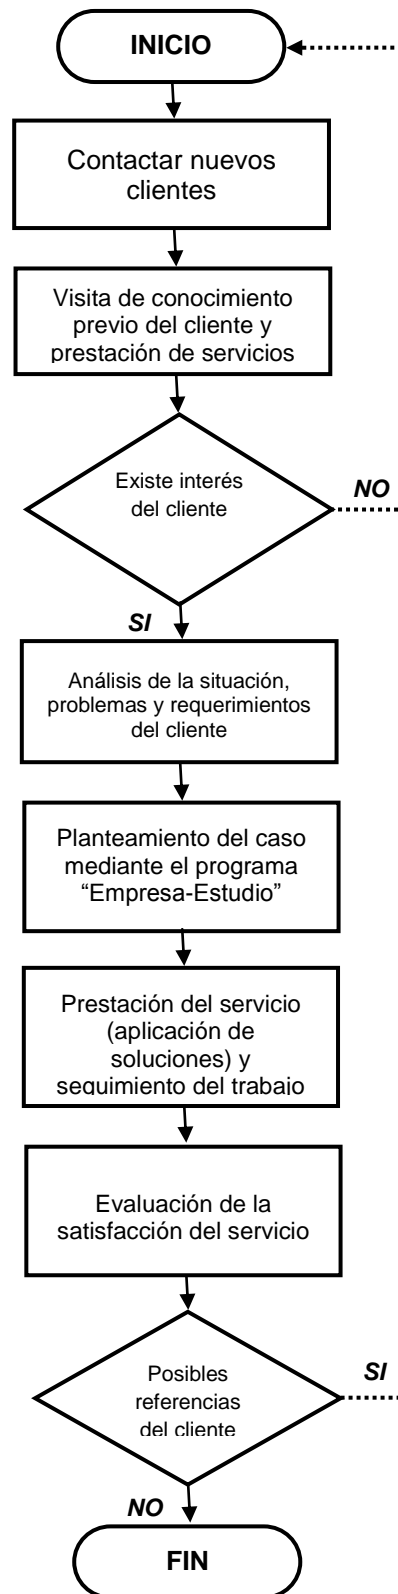 INICIO
Contactar nuevos
clientes
Visita de conocimiento
previo del cliente y
prestación de servicios
Existe interés
del cliente
NO
SI
Análisis de la situación,
problemas y requerimientos
del cliente
Planteamiento del caso
mediante el programa
“Empresa-Estudio”
Prestación del servicio
(aplicación de
soluciones) y
seguimiento del trabajo
Evaluación de la
satisfacción del servicio
Posibles
referencias
del cliente
SI
NO
FIN